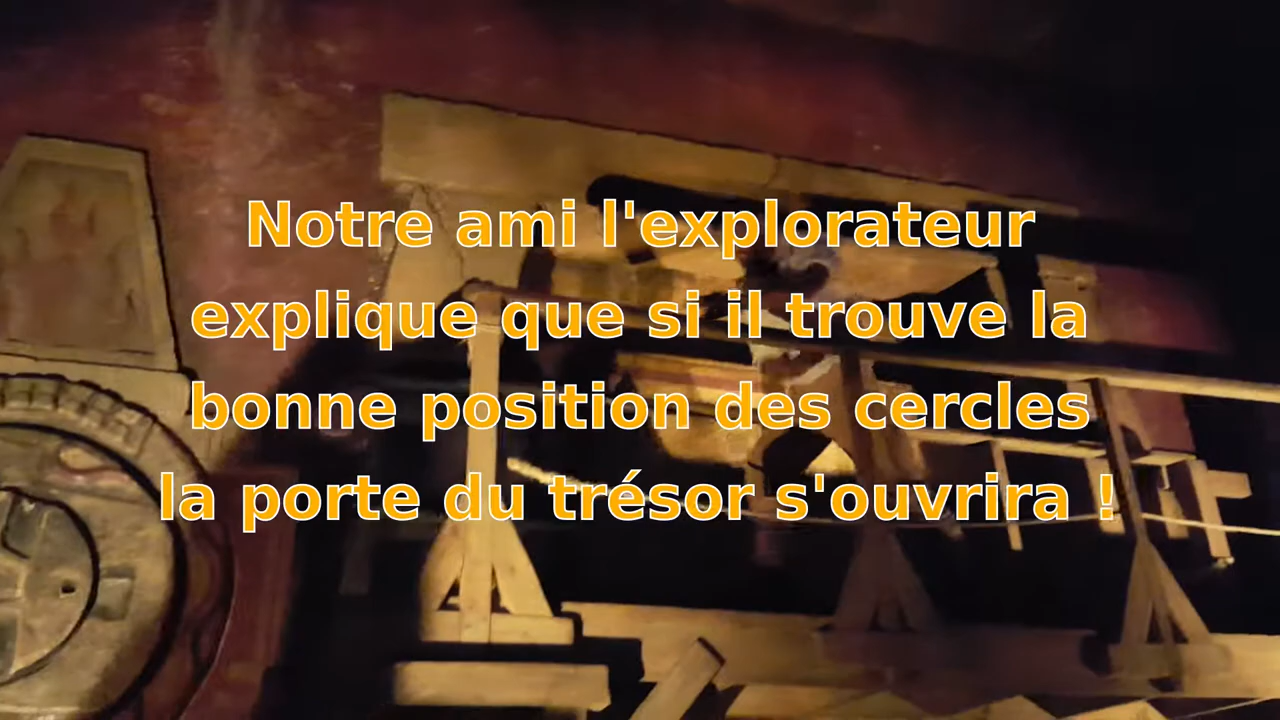 Notre ami l'explorateur
explique que si il trouve la
bonne position des cercles
la porte du trésor s'ouvrira !